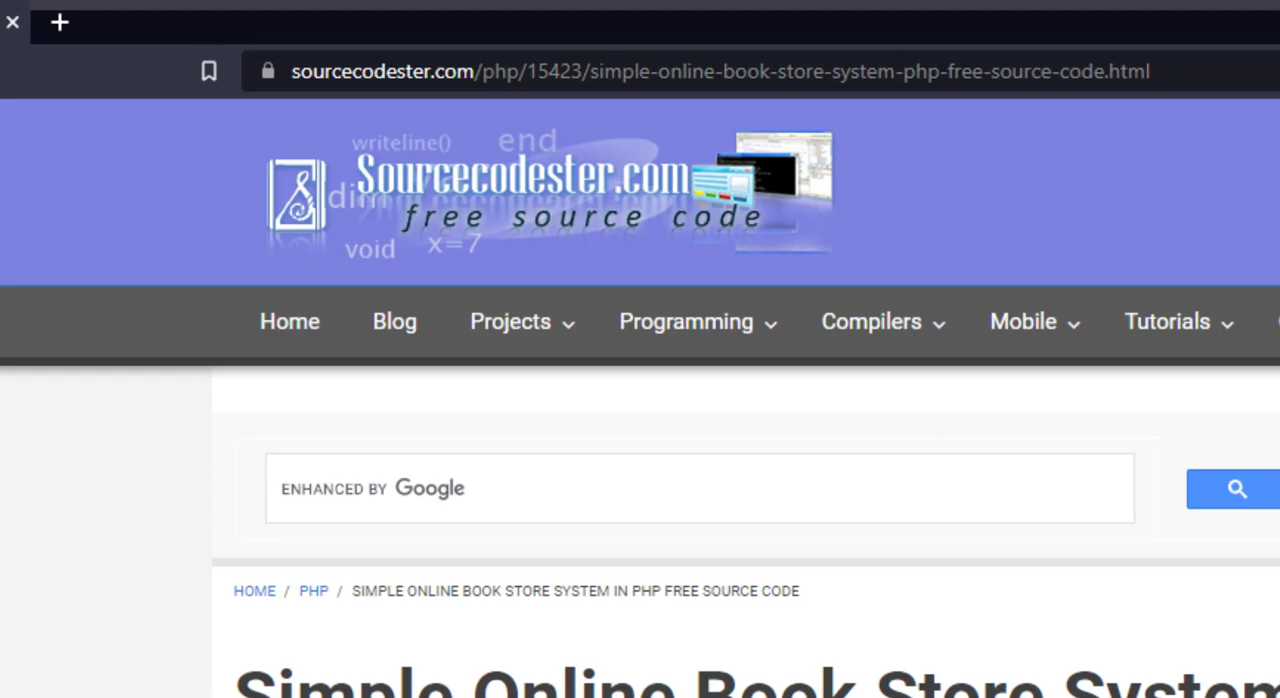 sourcecodester.com/php/15423/simple-online-book-store-system-php-free-source-code.html
writeline() end
Sourcecodester.com
dim
free source code
void x=7
Home Blog Projects Programming Compilers Mobile Tutorials
ENHANCED BY Google
HOME / PHP / SIMPLE ONLINE BOOK STORE SYSTEM IN PHP FREE SOURCE CODE
Simple Online Book Store System